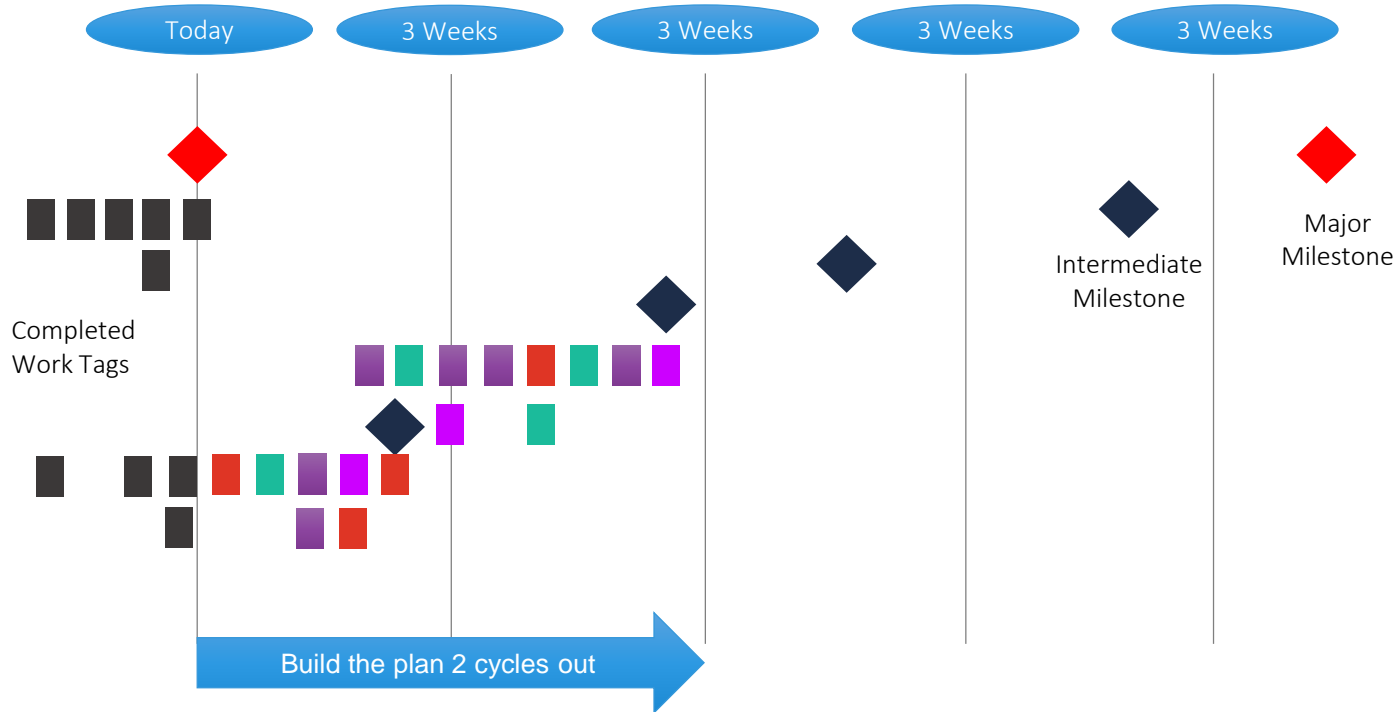 Today
3 Weeks
3 Weeks
3 Weeks
3 Weeks
Major
Milestone
Intermediate
Milestone
Completed
Work Tags
Build the plan 2 cycles out